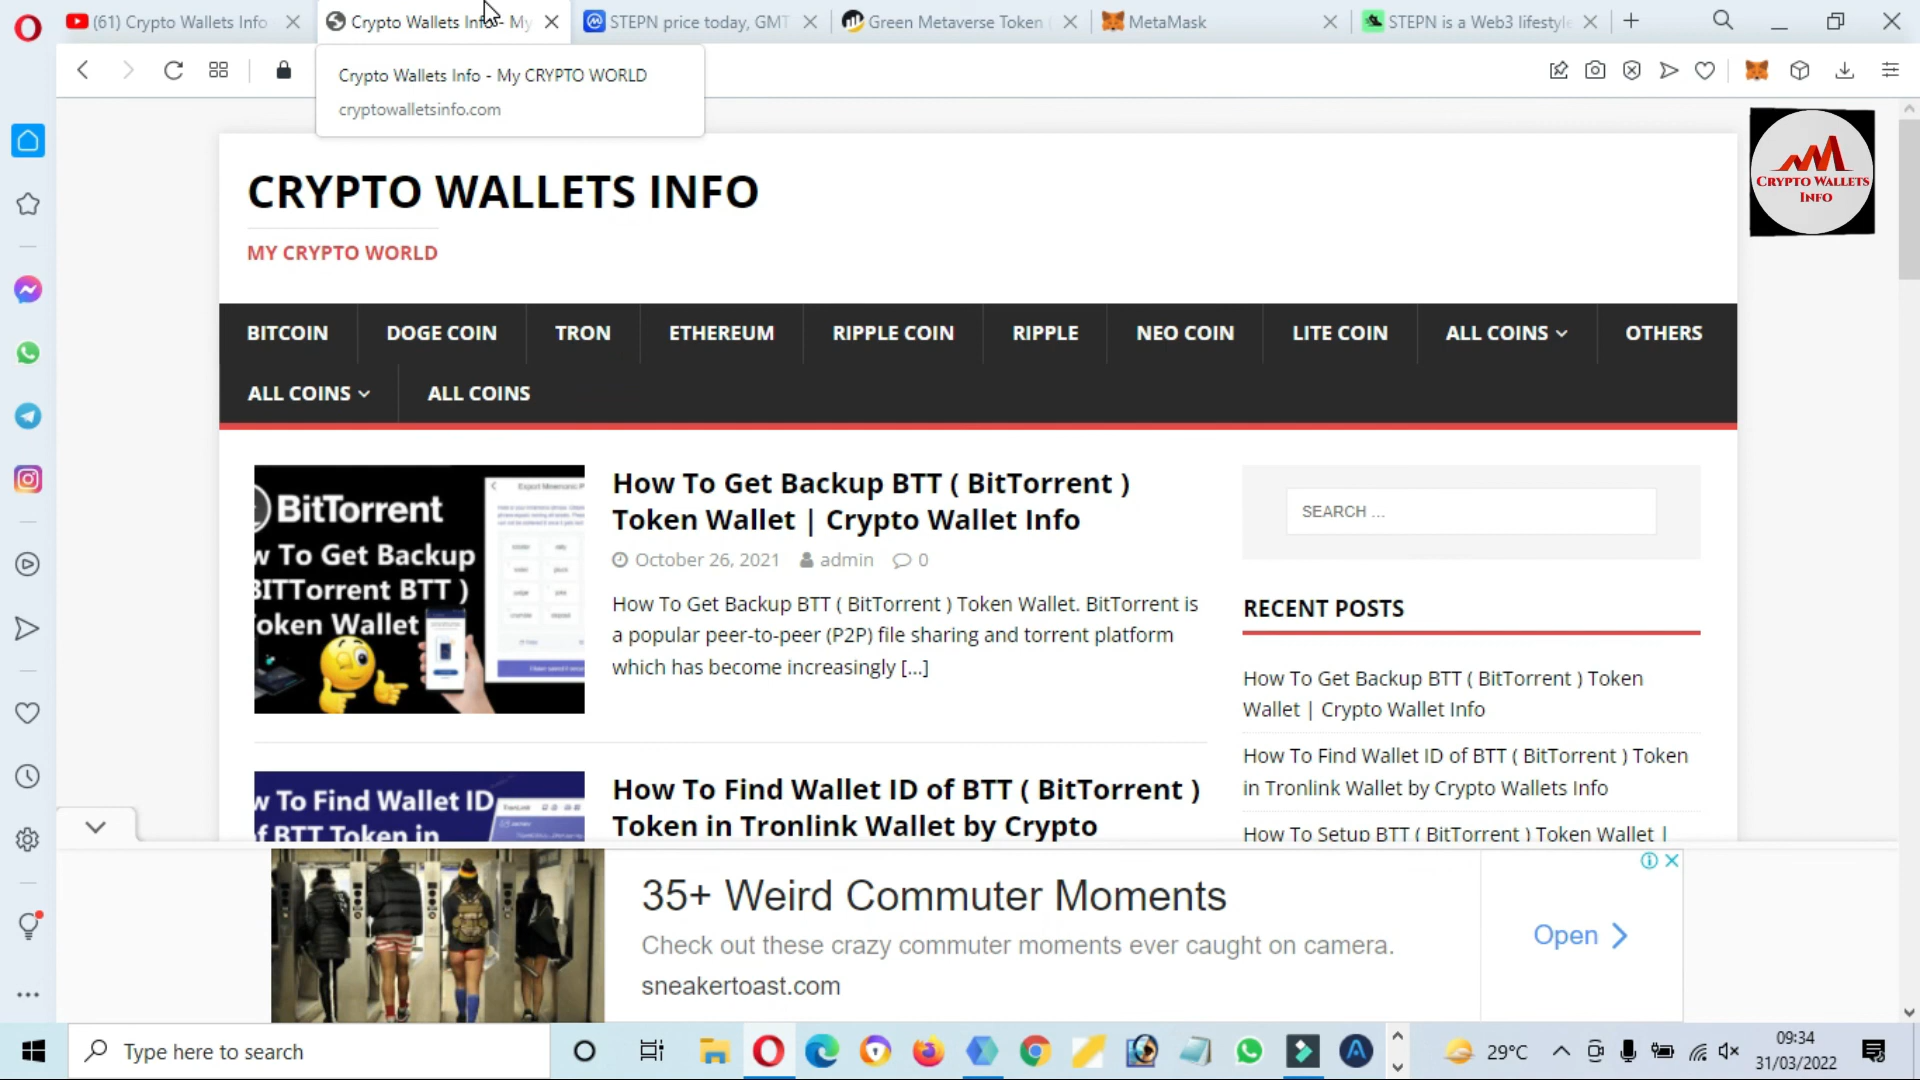 (61) Crypto Wallets Info
Crypto Wallets Info - My
STEPN price today, GMT
Green Metaverse Token
MetaMask
STEPN is a Web3 lifestyle
Crypto Wallets Info - My CRYPTO WORLD
cryptowalletsinfo.com
CRYPTO WALLETS INFO
MY CRYPTO WORLD
CRYPTO WALLETS
INFO
BITCOIN
DOGE COIN
TRON
ETHEREUM
RIPPLE COIN
RIPPLE
NEO COIN
LITE COIN
ALL COINS
OTHERS
ALL COINS
ALL COINS
BitTorrent
w To Get Backup
BITTorrent BTT )
oken Wallet
How To Get Backup BTT ( BitTorrent )
Token Wallet | Crypto Wallet Info
October 26, 2021 admin 0
How To Get Backup BTT ( BitTorrent ) Token Wallet. BitTorrent is
a popular peer-to-peer (P2P) file sharing and torrent platform
which has become increasingly [...]
SEARCH ...
RECENT POSTS
How To Get Backup BTT ( BitTorrent ) Token
Wallet | Crypto Wallet Info
How To Find Wallet ID of BTT ( BitTorrent ) Token
in Tronlink Wallet by Crypto Wallets Info
How To Setup BTT ( BitTorrent ) Token Wallet |
w To Find Wallet ID
f BTT Token in
How To Find Wallet ID of BTT ( BitTorrent )
Token in Tronlink Wallet by Crypto
35+ Weird Commuter Moments
Check out these crazy commuter moments ever caught on camera.
sneakertoast.com
Open
Type here to search
29°C
09:34
31/03/2022